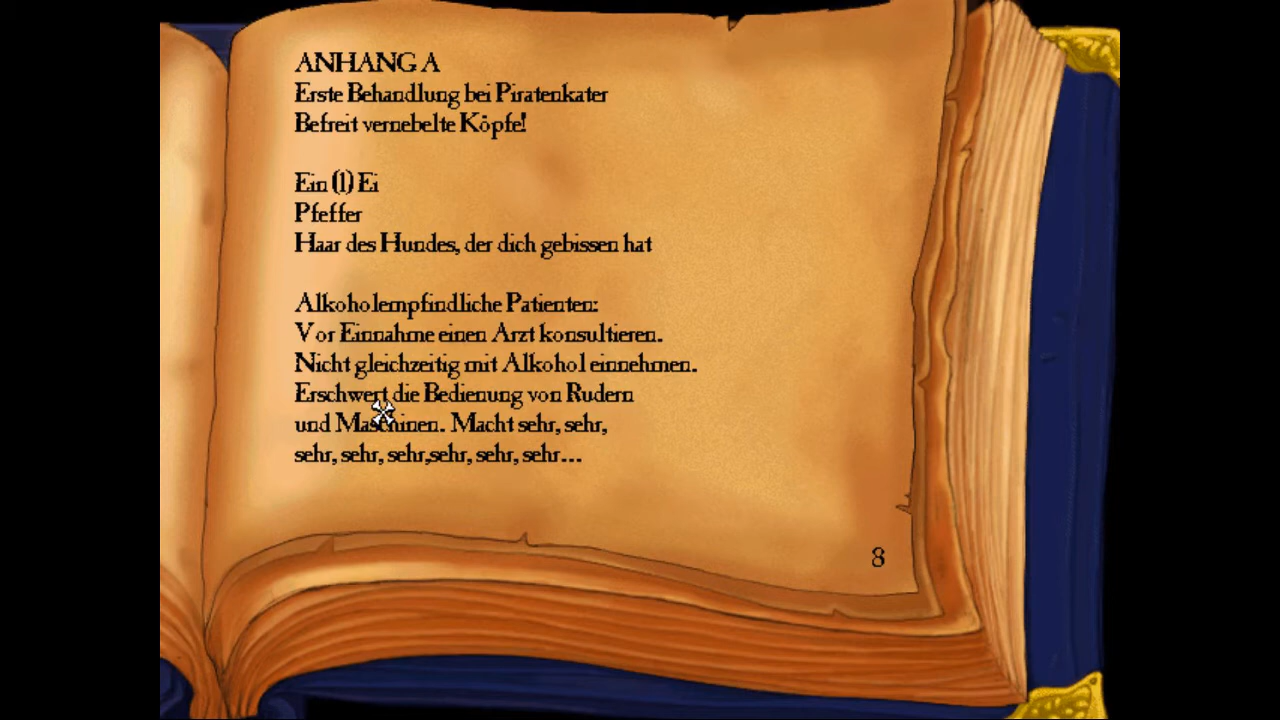 ANHANG A
Erste Behandlung bei Piratenkater
Befreit vernebelte Köpfe!
Ein (1) Ei
Pfeffer
Haar des Hundes, der dich gebissen hat
Alkoholempfindliche Patienten:
Vor Einnahme einen Arzt konsultieren.
Nicht gleichzeitig mit Alkohol einnehmen.
Erschwert die Bedienung von Rudern
und Maschinen. Macht sehr, sehr,
sehr, sehr, sehr,sehr, sehr, sehr...
8